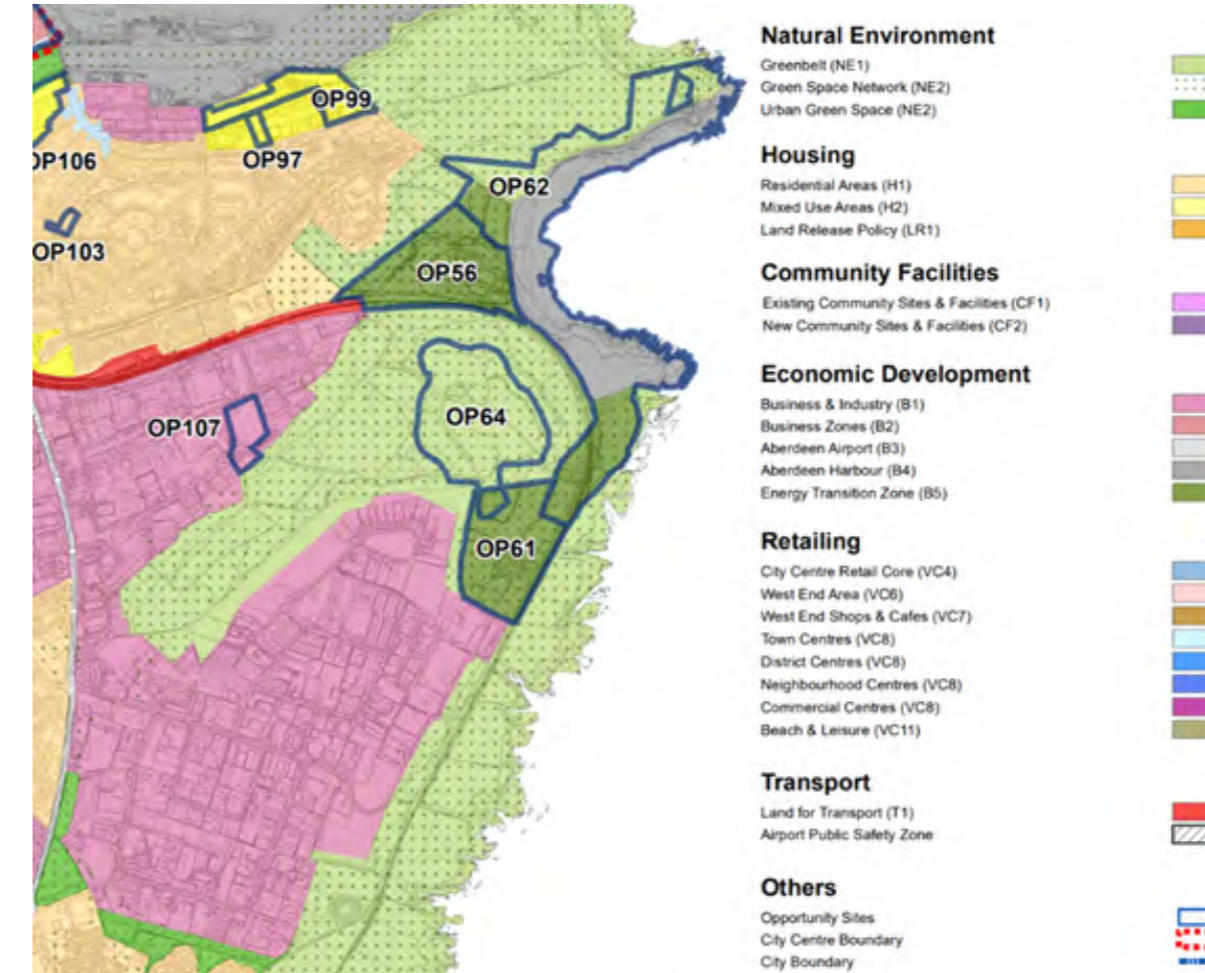 OP99
OP106
OP97
OP62
OP103
OP56
OP64
OP107
OP61
Natural Environment
Greenbelt (NE1)
Green Space Network (NE2)
Urban Green Space (NE2)
Housing
Residential Areas (H1)
Mixed Use Areas (H2)
Land Release Policy (LR1)
Community Facilities
Existing Community Sites & Facilities (CF1)
New Community Sites & Facilities (CF2)
Economic Development
Business & Industry (B1)
Business Zones (B2)
Aberdeen Airport (B3)
Aberdeen Harbour (B4)
Energy Transition Zone (B5)
Retailing
City Centre Retail Core (VC4)
West End Area (VC6)
West End Shops & Cafes (VC7)
Town Centres (VC8)
District Centres (VC8)
Neighbourhood Centres (VC8)
Commercial Centres (VC8)
Beach & Leisure (VC11)
Transport
Land for Transport (T1)
Airport Public Safety Zone
Others
Opportunity Sites
City Centre Boundary
City Boundary